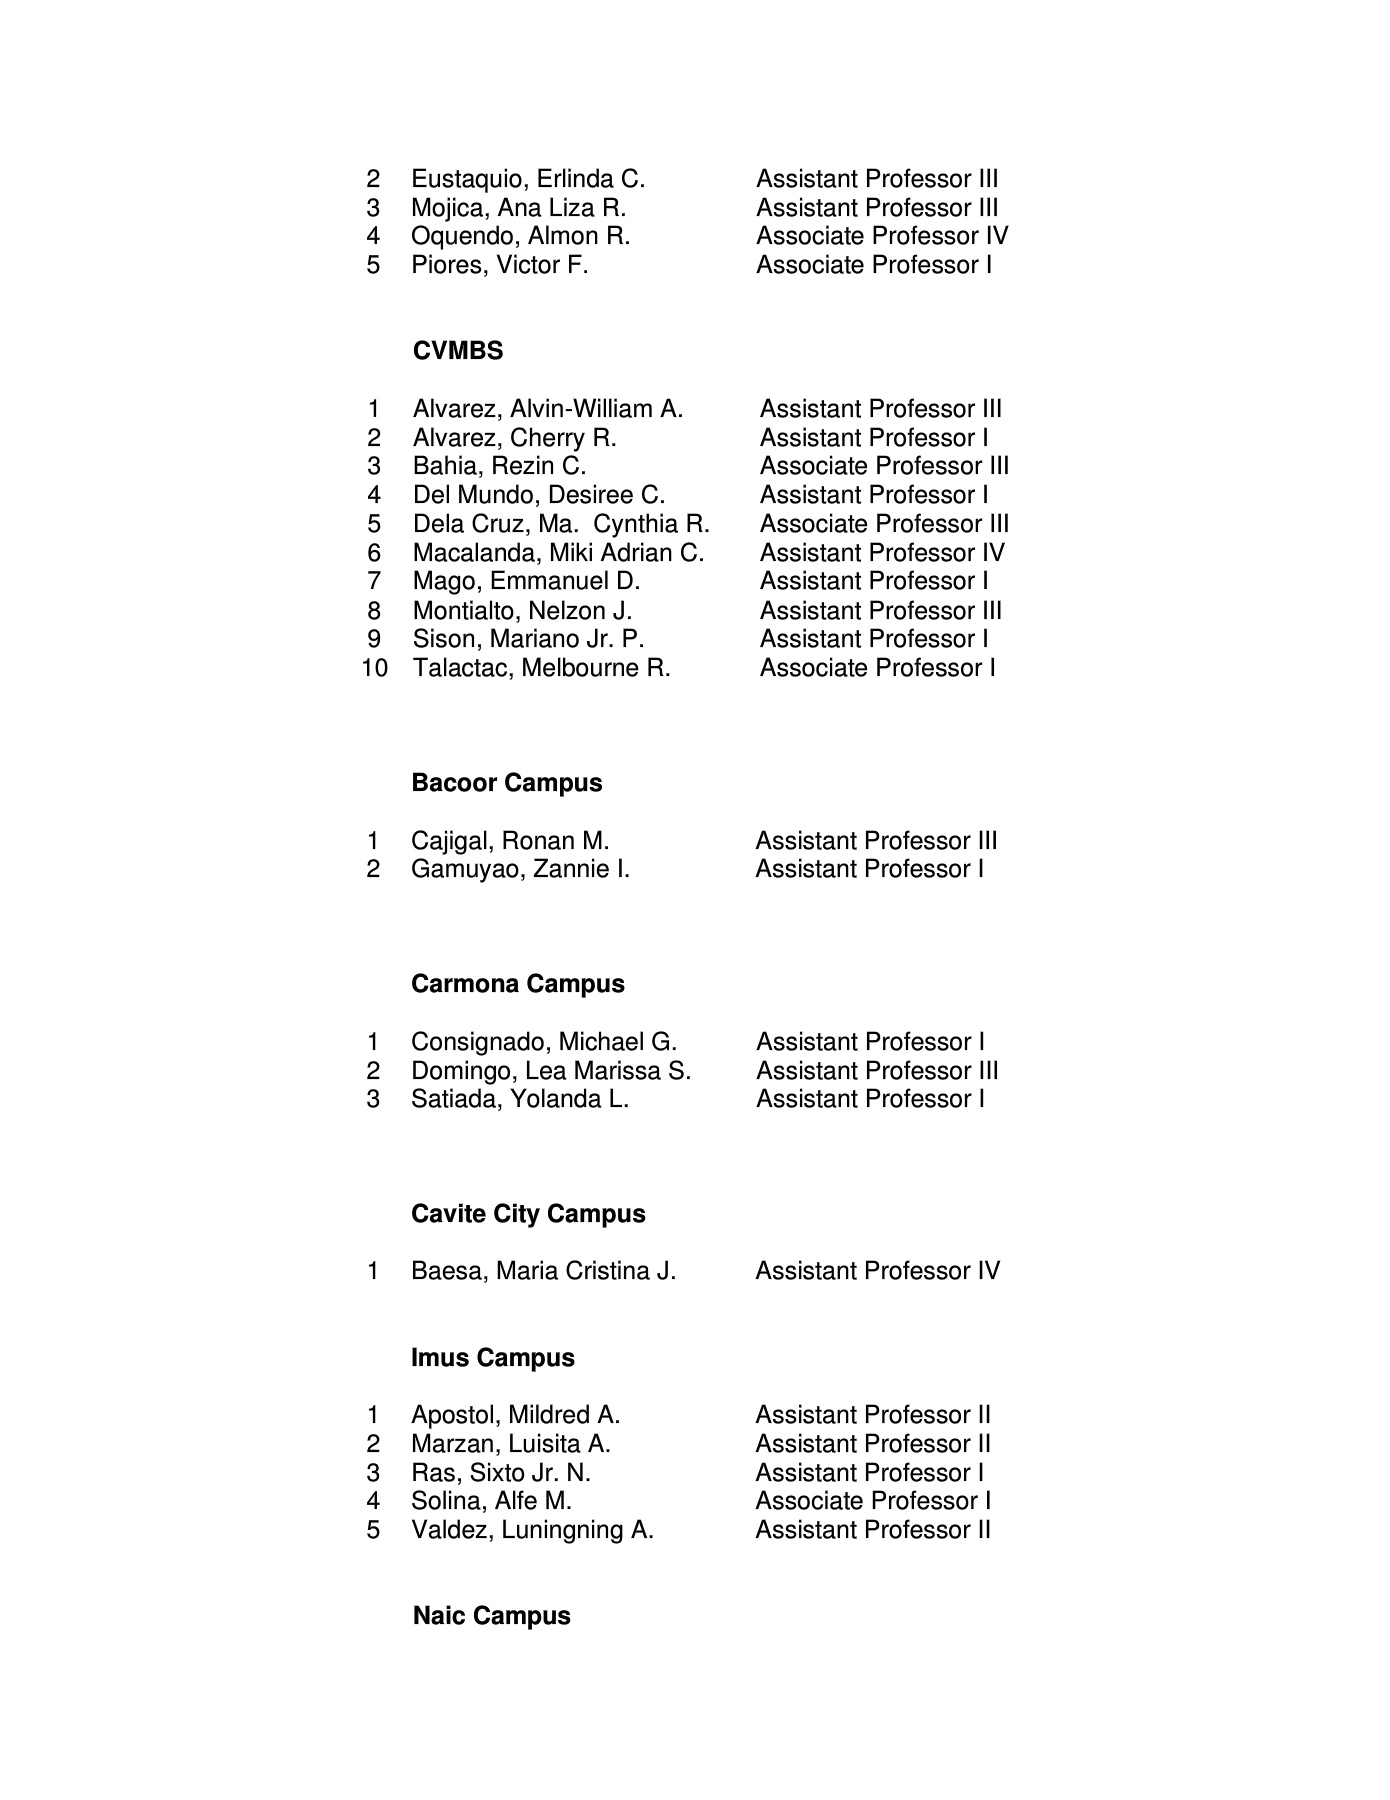 2 Eustaquio, Erlinda C. Assistant Professor III
3 Mojica, Ana Liza R. Assistant Professor III
4 Oquendo, Almon R. Associate Professor IV
5 Piores, Victor F. Associate Professor I
CVMBS
1 Alvarez, Alvin-William A. Assistant Professor III
2 Alvarez, Cherry R. Assistant Professor I
3 Bahia, Rezin C. Associate Professor III
4 Del Mundo, Desiree C. Assistant Professor I
5 Dela Cruz, Ma.  Cynthia R. Associate Professor III
6 Macalanda, Miki Adrian C. Assistant Professor IV
7 Mago, Emmanuel D. Assistant Professor I
8 Montialto, Nelzon J. Assistant Professor III
9 Sison, Mariano Jr. P. Assistant Professor I
10 Talactac, Melbourne R. Associate Professor I
Bacoor Campus
1 Cajigal, Ronan M. Assistant Professor III
2 Gamuyao, Zannie I. Assistant Professor I
Carmona Campus
1 Consignado, Michael G. Assistant Professor I
2 Domingo, Lea Marissa S. Assistant Professor III
3 Satiada, Yolanda L. Assistant Professor I
Cavite City Campus
1 Baesa, Maria Cristina J. Assistant Professor IV
Imus Campus
1 Apostol, Mildred A. Assistant Professor II
2 Marzan, Luisita A. Assistant Professor II
3 Ras, Sixto Jr. N. Assistant Professor I
4 Solina, Alfe M. Associate Professor I
5 Valdez, Luningning A. Assistant Professor II
Naic Campus